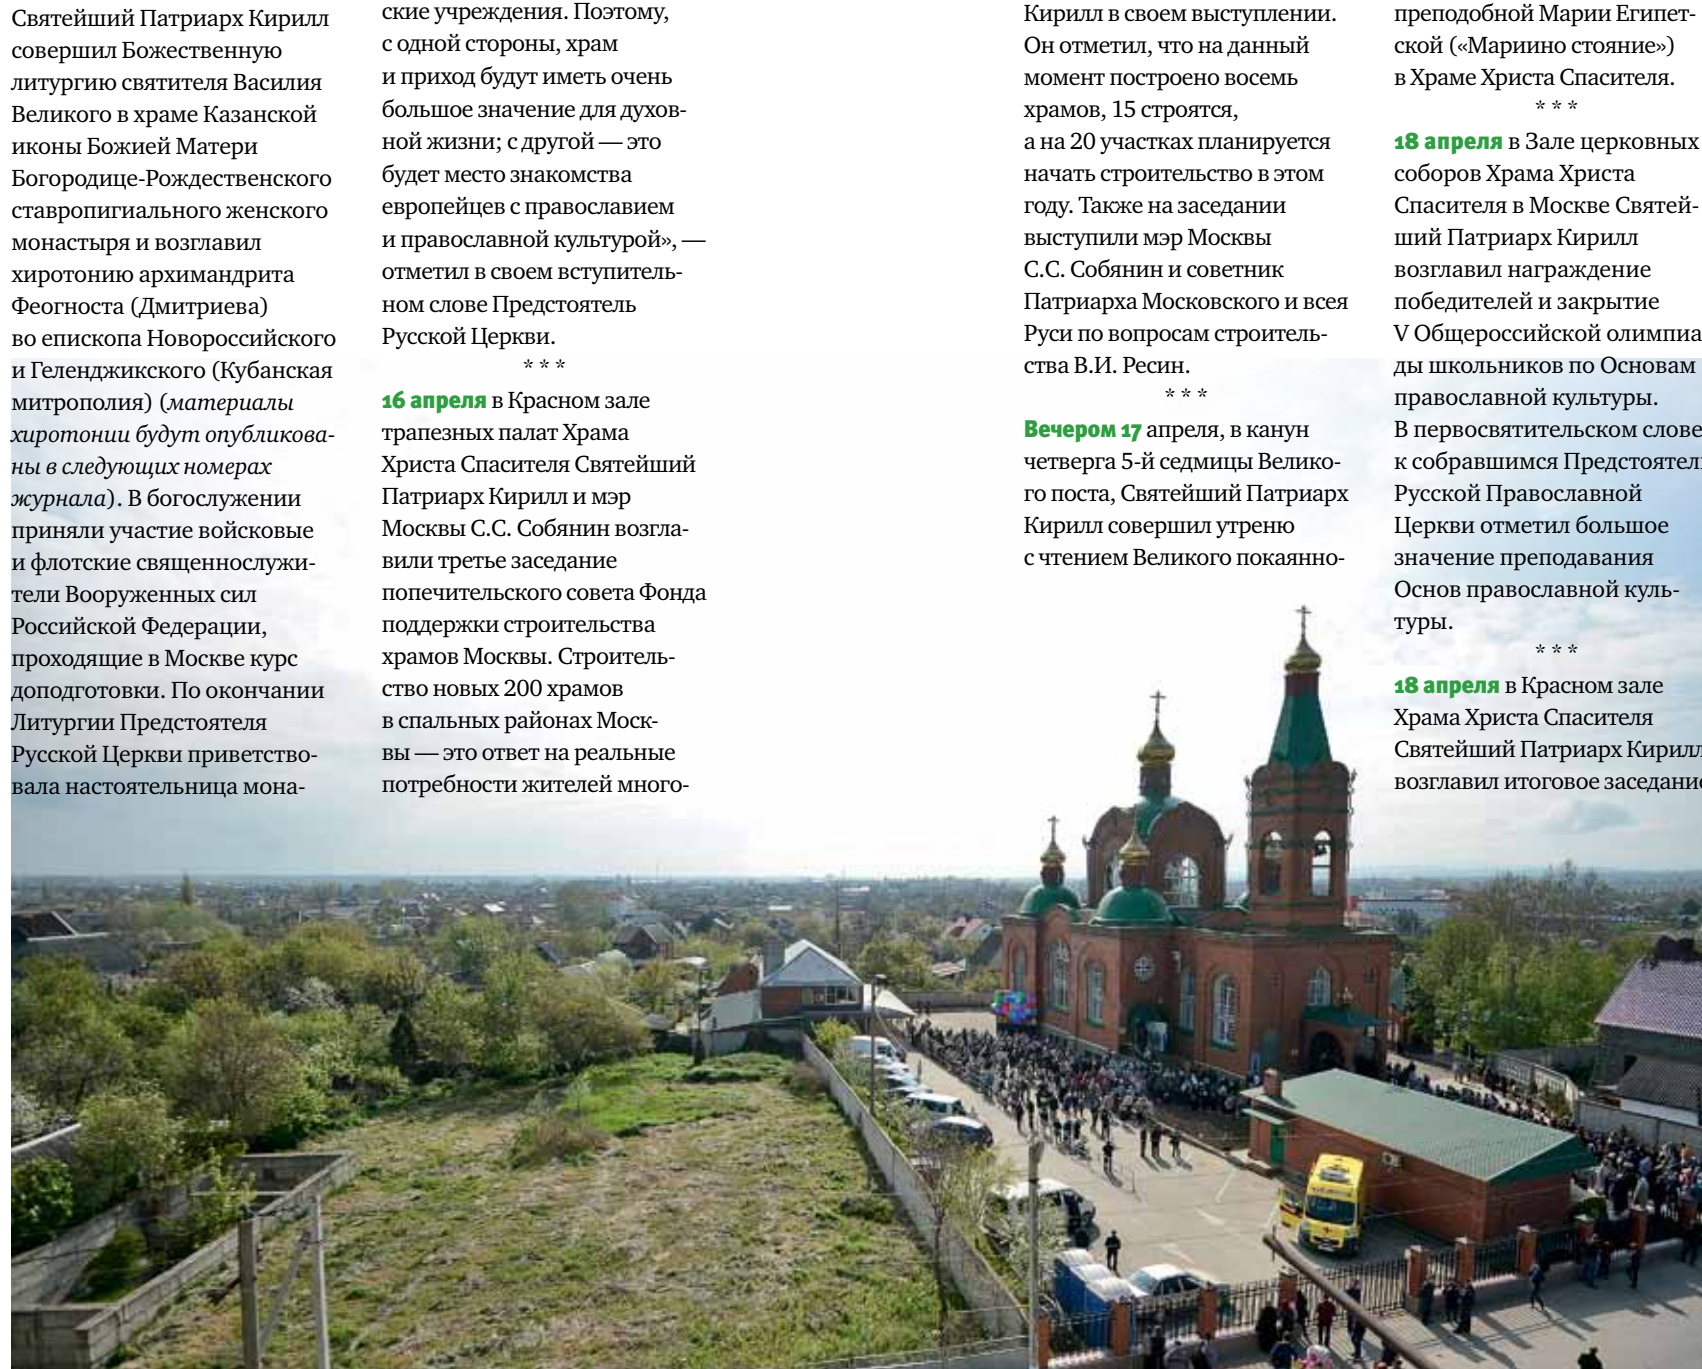 Святейший Патриарх Кирилл
совершил Божественную
литургию святителя Василия
Великого в храме Казанской
иконы Божией Матери
Богородице-Рождественского
ставропигиального женского
монастыря и возглавил
хиротонию архимандрита
Феогноста (Дмитриева)
во епископа Новороссийского
и Геленджикского (Кубанская
митрополия) (материалы
хиротонии будут опубликова-
ны в следующих номерах
журнала). В богослужении
приняли участие войсковые
и флотские священнослужи-
тели Вооруженных сил
Российской Федерации,
проходящие в Москве курс
доподготовки. По окончании
Литургии Предстоятеля
Русской Церкви приветство-
вала настоятельница мона-
ские учреждения. Поэтому,
с одной стороны, храм
и приход будут иметь очень
большое значение для духов-
ной жизни; с другой — это
будет место знакомства
европейцев с православием
и православной культурой», —
отметил в своем вступитель-
ном слове Предстоятель
Русской Церкви.
* * *
16 апреля в Красном зале
трапезных палат Храма
Христа Спасителя Святейший
Патриарх Кирилл и мэр
Москвы С.С. Собянин возгла-
вили третье заседание
попечительского совета Фонда
поддержки строительства
храмов Москвы. Строитель-
ство новых 200 храмов
в спальных районах Моск-
вы — это ответ на реальные
потребности жителей много-
Кирилл в своем выступлении.
Он отметил, что на данный
момент построено восемь
храмов, 15 строятся,
а на 20 участках планируется
начать строительство в этом
году. Также на заседании
выступили мэр Москвы
С.С. Собянин и советник
Патриарха Московского и всея
Руси по вопросам строитель-
ства В.И. Ресин.
* * *
Вечером 17 апреля, в канун
четверга 5-й седмицы Велико-
го поста, Святейший Патриарх
Кирилл совершил утреню
с чтением Великого покаянно-
преподобной Марии Египет-
ской («Мариино стояние»)
в Храме Христа Спасителя.
* * *
18 апреля в Зале церковных
соборов Храма Христа
Спасителя в Москве Святей-
ший Патриарх Кирилл
возглавил награждение
победителей и закрытие
V Общероссийской олимпиа
ды школьников по Основам
православной культуры.
В первосвятительском слове
к собравшимся Предстоятель
Русской Православной
Церкви отметил большое
значение преподавания
Основ православной куль-
туры.
* * *
18 апреля в Красном зале
Храма Христа Спасителя
Святейший Патриарх Кирилл
возглавил итоговое заседание